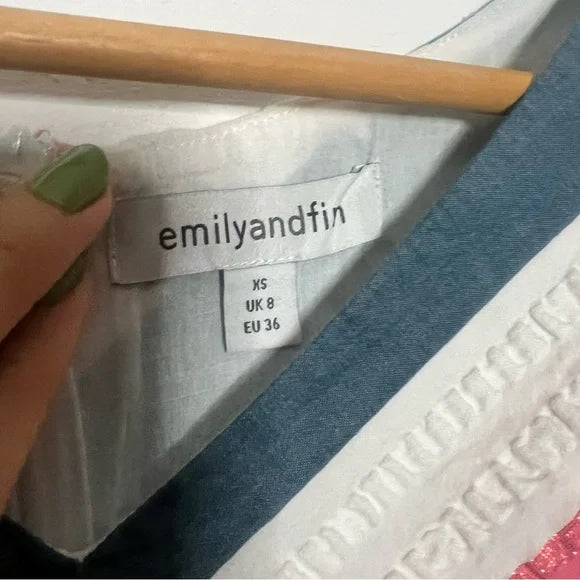 emilyandfin
XS
UK 8
EU 36